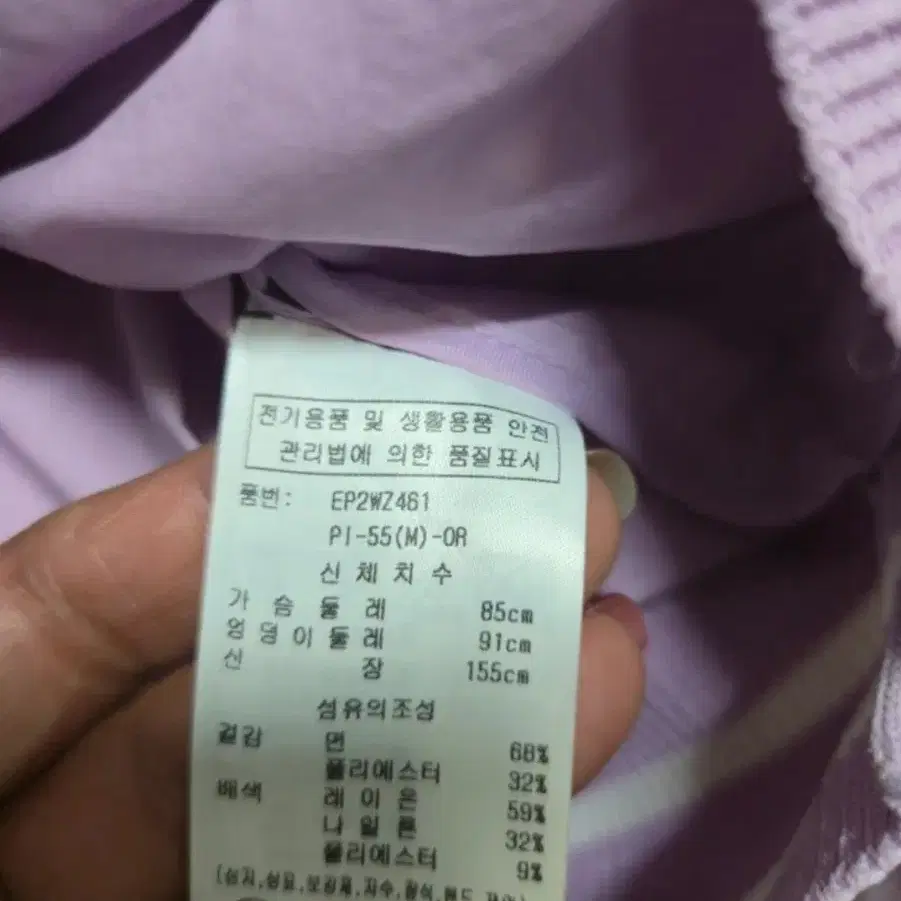 전기용품 및 생활용품 안전
관리법에 의한 품질표시
품번: EP2WZ461
PI-55(M)-OR
신 체 치 수
가 슴 둘 레 85cm
엉 덩 이 둘 레 91cm
신 장 155cm
섬유의조성
겉감 면 68%
폴리에스터 32%
배색 레 이 온 59%
나 일 론 32%
폴리에스터 9%